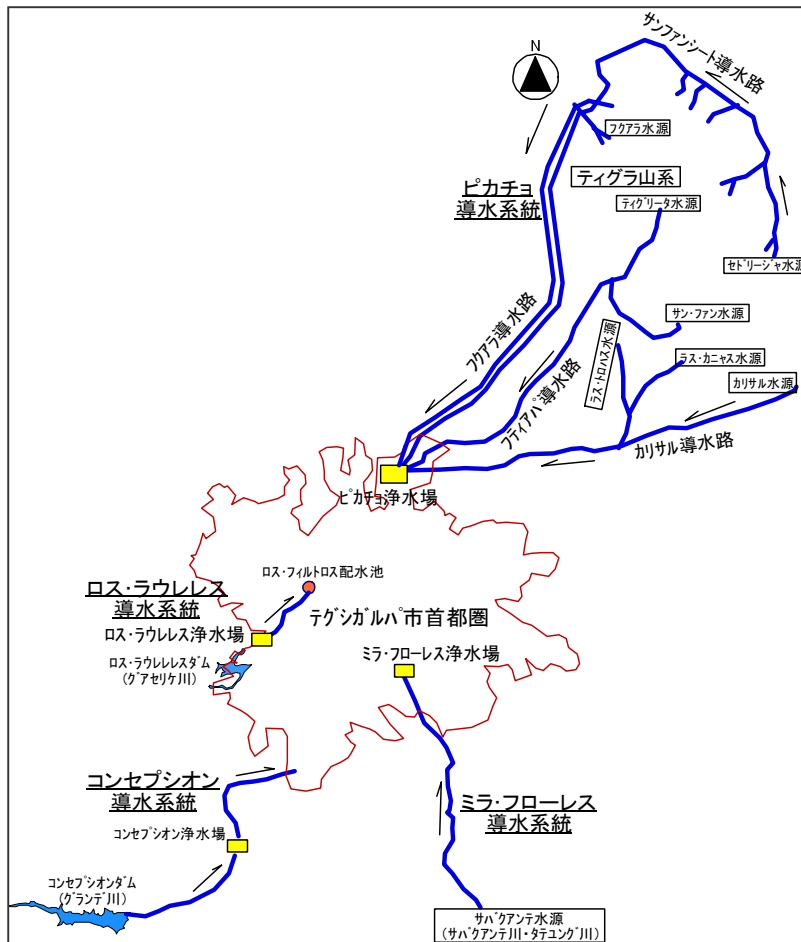 サンファンシート導水路
N
フクアラ水源
ピカチョ
導水系統
ティグラ山系
ティグリータ水源
セドリージャ水源
サン・ファン水源
フクアラ導水路
ラス・トロハス水源
ラス・カニャス水源
カリサル水源
フティアパ導水路
カリサル導水路
ピカチョ浄水場
ロス・フィルトロス配水池
ロス・ラウレレス
導水系統
テグシガルパ市首都圏
ロス・ラウレレス浄水場
ミラ・フローレス浄水場
ロス・ラウレレレスダム
(グアセリケ川)
コンセプシオン
導水系統
ミラ・フローレス
導水系統
コンセプシオン浄水場
コンセプシオンダム
(グランデ川)
サバクアンテ水源
(サバクアンテ川・タテユング川)